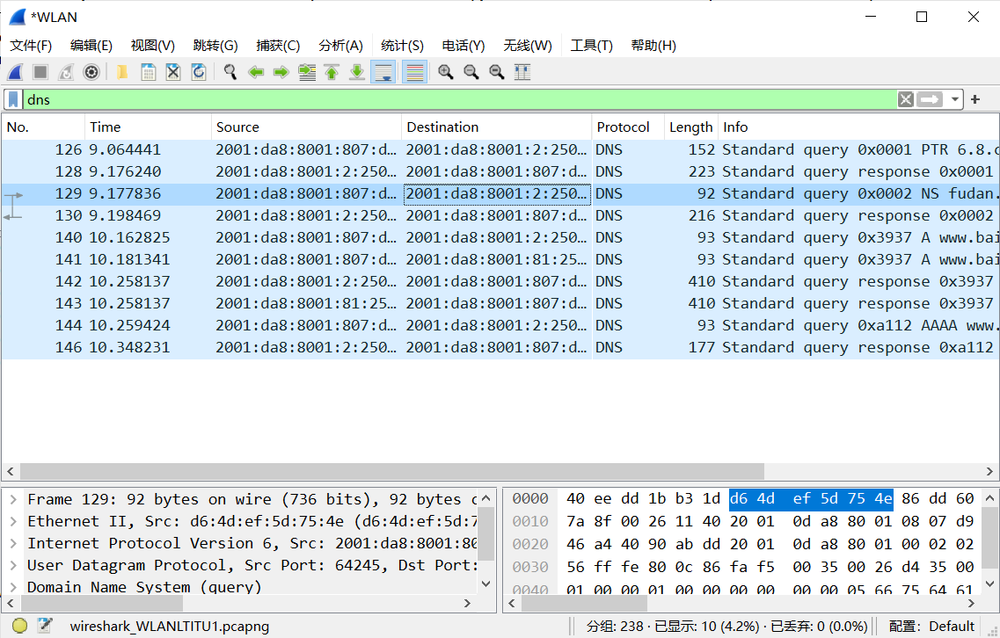 *WLAN
文件(F) 编辑(E) 视图(V) 跳转(G) 捕获(C) 分析(A) 统计(S) 电话(Y) 无线(W) 工具(T) 帮助(H)
dns
No. Time Source Destination Protocol Length Info
126 9.064441 2001:da8:8001:807:d… 2001:da8:8001:2:250… DNS 152 Standard query 0x0001 PTR 6.8.c
128 9.176240 2001:da8:8001:2:250… 2001:da8:8001:807:d… DNS 223 Standard query response 0x0001
129 9.177836 2001:da8:8001:807:d… 2001:da8:8001:2:250… DNS 92 Standard query 0x0002 NS fudan.
130 9.198469 2001:da8:8001:2:250… 2001:da8:8001:807:d… DNS 216 Standard query response 0x0002
140 10.162825 2001:da8:8001:807:d… 2001:da8:8001:2:250… DNS 93 Standard query 0x3937 A www.bai
141 10.181341 2001:da8:8001:807:d… 2001:da8:8001:81:25… DNS 93 Standard query 0x3937 A www.bai
142 10.258137 2001:da8:8001:2:250… 2001:da8:8001:807:d… DNS 410 Standard query response 0x3937
143 10.258137 2001:da8:8001:81:25… 2001:da8:8001:807:d… DNS 410 Standard query response 0x3937
144 10.259424 2001:da8:8001:807:d… 2001:da8:8001:2:250… DNS 93 Standard query 0xa112 AAAA www.
146 10.348231 2001:da8:8001:2:250… 2001:da8:8001:807:d… DNS 177 Standard query response 0xa112
Frame 129: 92 bytes on wire (736 bits), 92 bytes c
Ethernet II, Src: d6:4d:ef:5d:75:4e (d6:4d:ef:5d:7
Internet Protocol Version 6, Src: 2001:da8:8001:80
User Datagram Protocol, Src Port: 64245, Dst Port:
Domain Name System (query)
0000 40 ee dd 1b b3 1d d6 4d ef 5d 75 4e 86 dd 60
0010 7a 8f 00 26 11 40 20 01 0d a8 80 01 08 07 d9
0020 46 a4 40 90 ab dd 20 01 0d a8 80 01 00 02 02
0030 56 ff fe 80 0c 86 fa f5 00 35 00 26 d4 35 00
0040 01 00 00 01 00 00 00 00 00 00 05 66 75 64 61
wireshark_WLANLTITU1.pcapng
分组: 238 · 已显示: 10 (4.2%) · 已丢弃: 0 (0.0%)
配置: Default